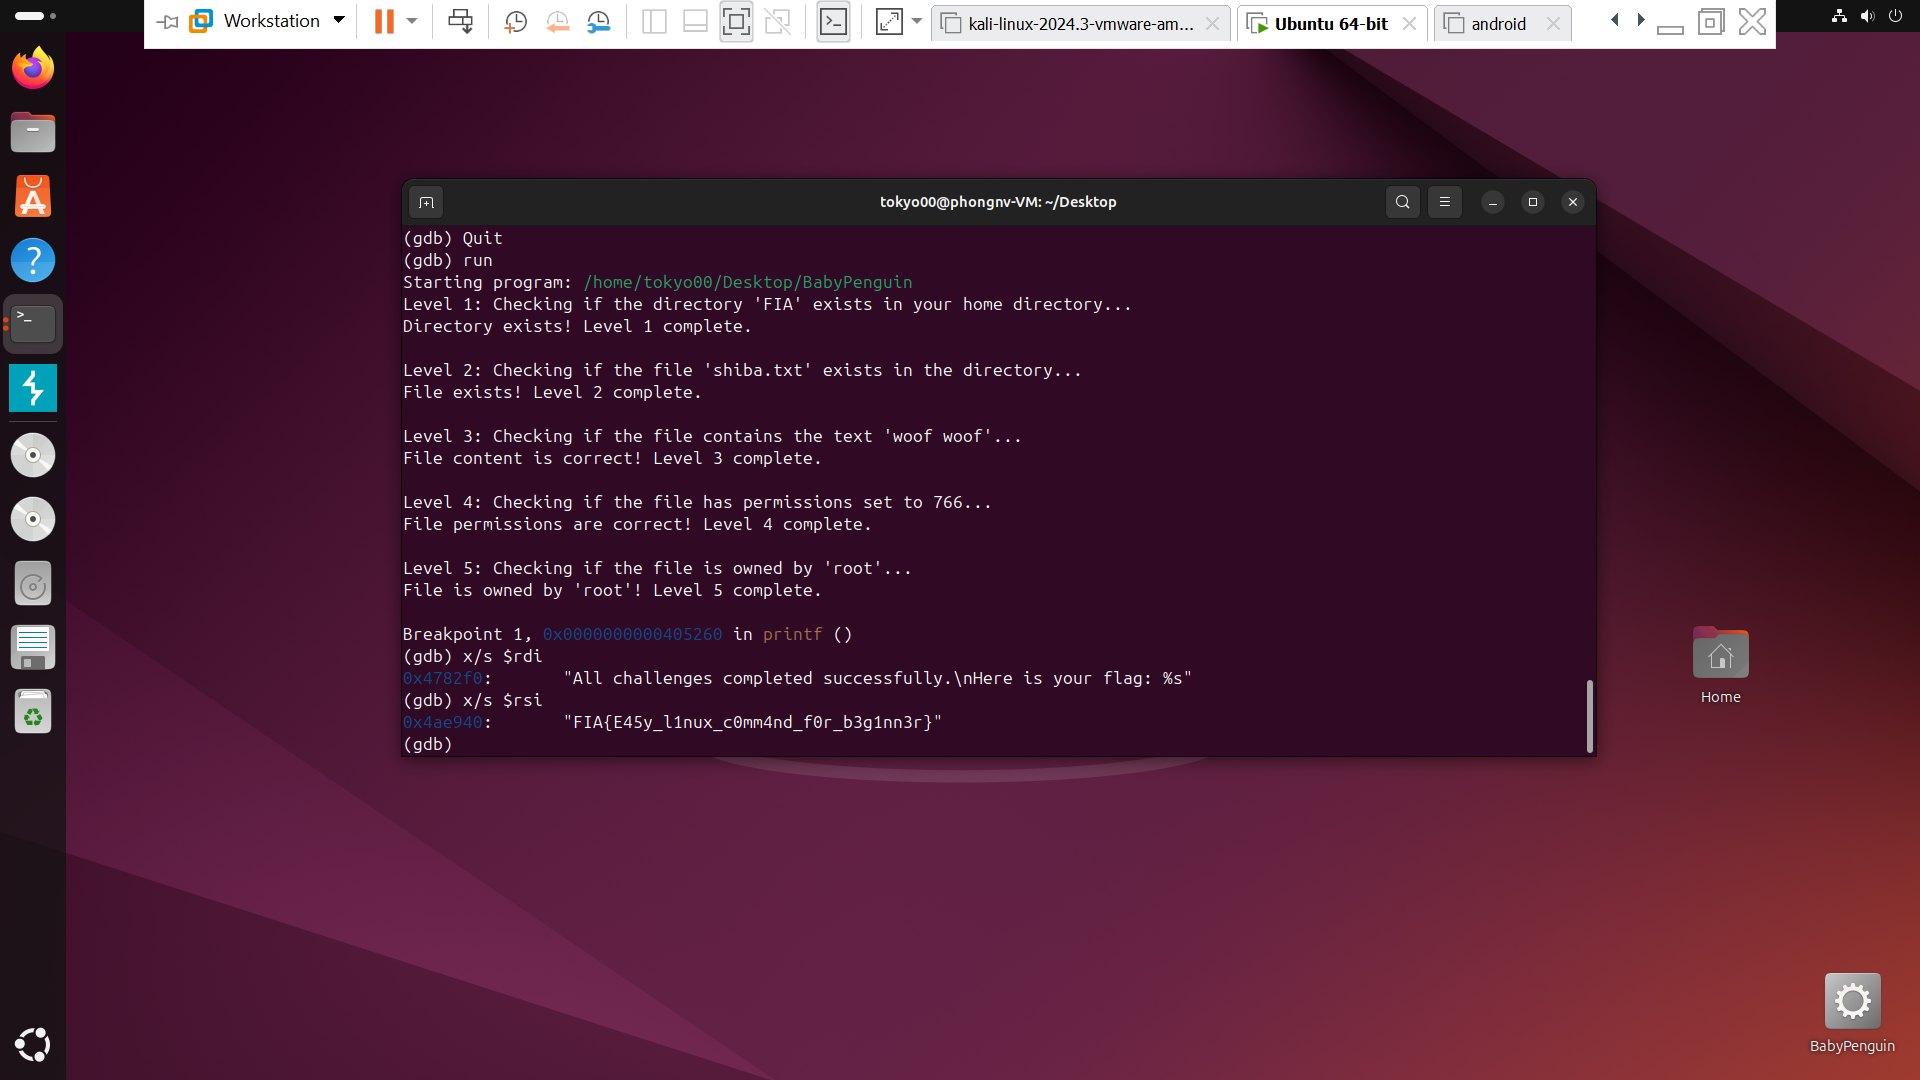 Workstation
kali-linux-2024.3-vmware-am...
Ubuntu 64-bit
android
tokyo00@phongnv-VM: ~/Desktop
(gdb) Quit
(gdb) run
Starting program: /home/tokyo00/Desktop/BabyPenguin
Level 1: Checking if the directory 'FIA' exists in your home directory...
Directory exists! Level 1 complete.
Level 2: Checking if the file 'shiba.txt' exists in the directory...
File exists! Level 2 complete.
Level 3: Checking if the file contains the text 'woof woof'...
File content is correct! Level 3 complete.
Level 4: Checking if the file has permissions set to 766...
File permissions are correct! Level 4 complete.
Level 5: Checking if the file is owned by 'root'...
File is owned by 'root'! Level 5 complete.
Breakpoint 1, 0x0000000000405260 in printf ()
(gdb) x/s $rdi
0x4782f0: "All challenges completed successfully.\nHere is your flag: %s"
(gdb) x/s $rsi
0x4ae940: "FIA{E45y_l1nux_c0mm4nd_f0r_b3g1nn3r}"
(gdb)
Home
BabyPenguin